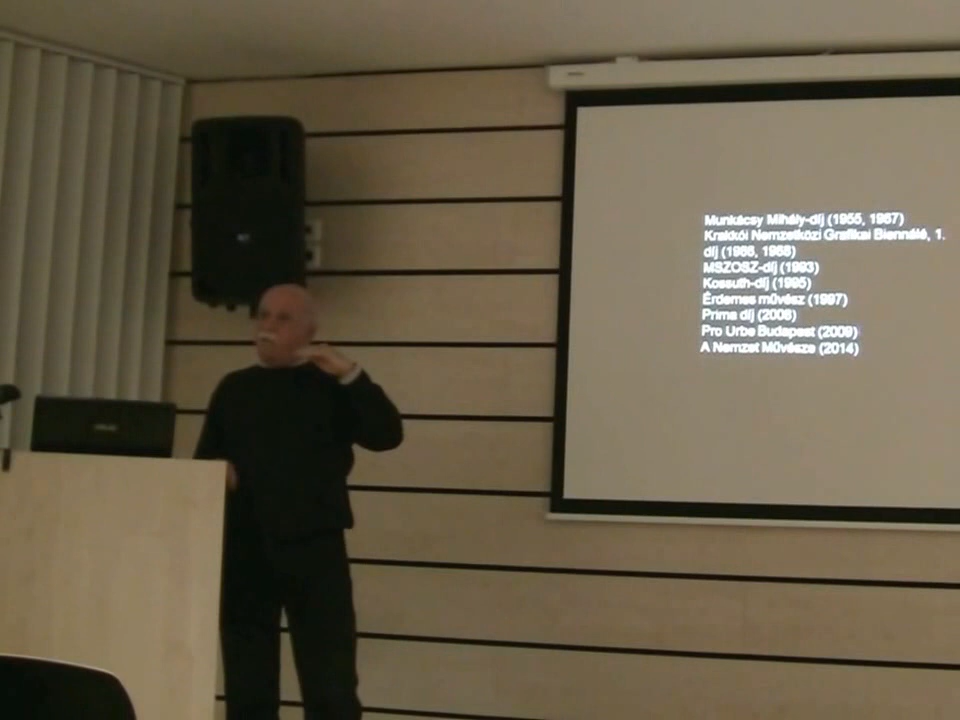 Munkácsy Mihály-díj (1955, 1967)
Krakkói Nemzetközi Grafikai Biennálé, 1.
díj (1966, 1968)
MSZOSZ-díj (1993)
Kossuth-díj (1995)
Érdemes művész (1997)
Prima díj (2008)
Pro Urbe Budapest (2009)
A Nemzet Művésze (2014)